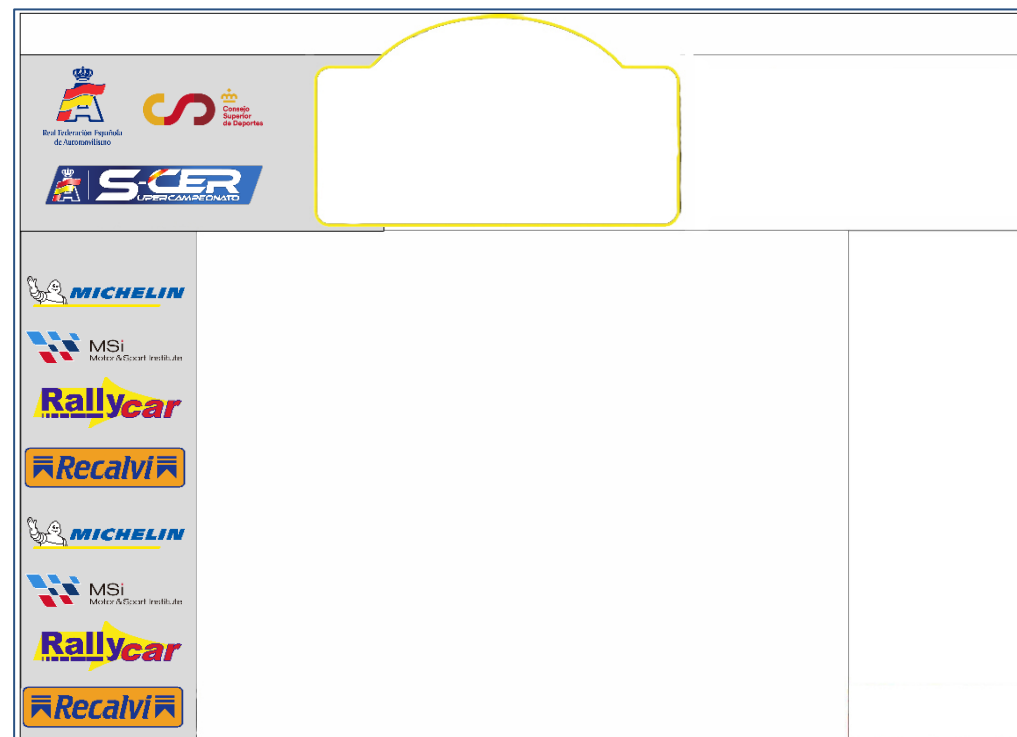 Real Federación Española
de Automovilismo
Consejo
Superior
de Deportes
S-CER
SUPERCAMPEONATO
MICHELIN
MSi
Motor & Sport Institute
Rallycar
Recalvi
MICHELIN
MSi
Motor & Sport Institute
Rallycar
Recalvi